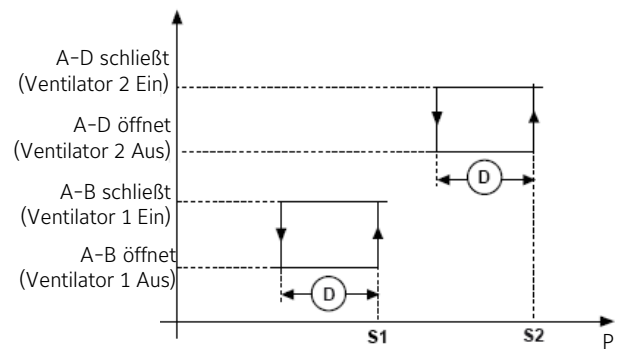 A-D schließt
(Ventilator 2 Ein)
A-D öffnet
(Ventilator 2 Aus)
D
A-B schließt
(Ventilator 1 Ein)
A-B öffnet
(Ventilator 1 Aus)
D
S1
S2
P